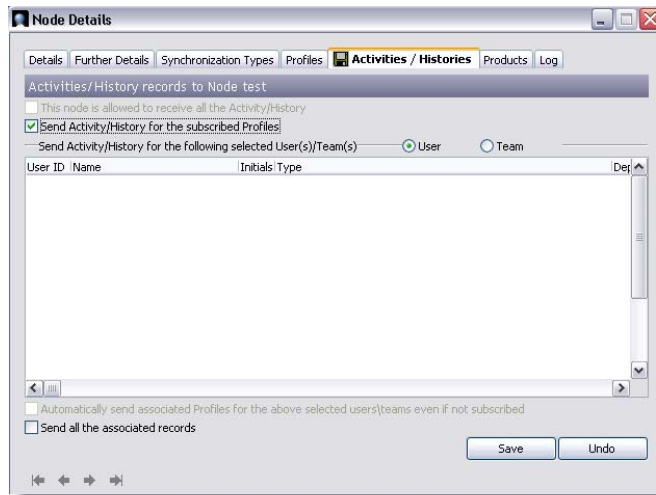 Node Details
Details Further Details Synchronization Types Profiles Activities / Histories Products Log
Activities/History records to Node test
This node is allowed to receive all the Activity/History
Send Activity/History for the subscribed Profiles
Send Activity/History for the following selected User(s)/Team(s) User Team
User ID Name Initials Type Dep
Automatically send associated Profiles for the above selected users\teams even if not subscribed
Send all the associated records
Save Undo